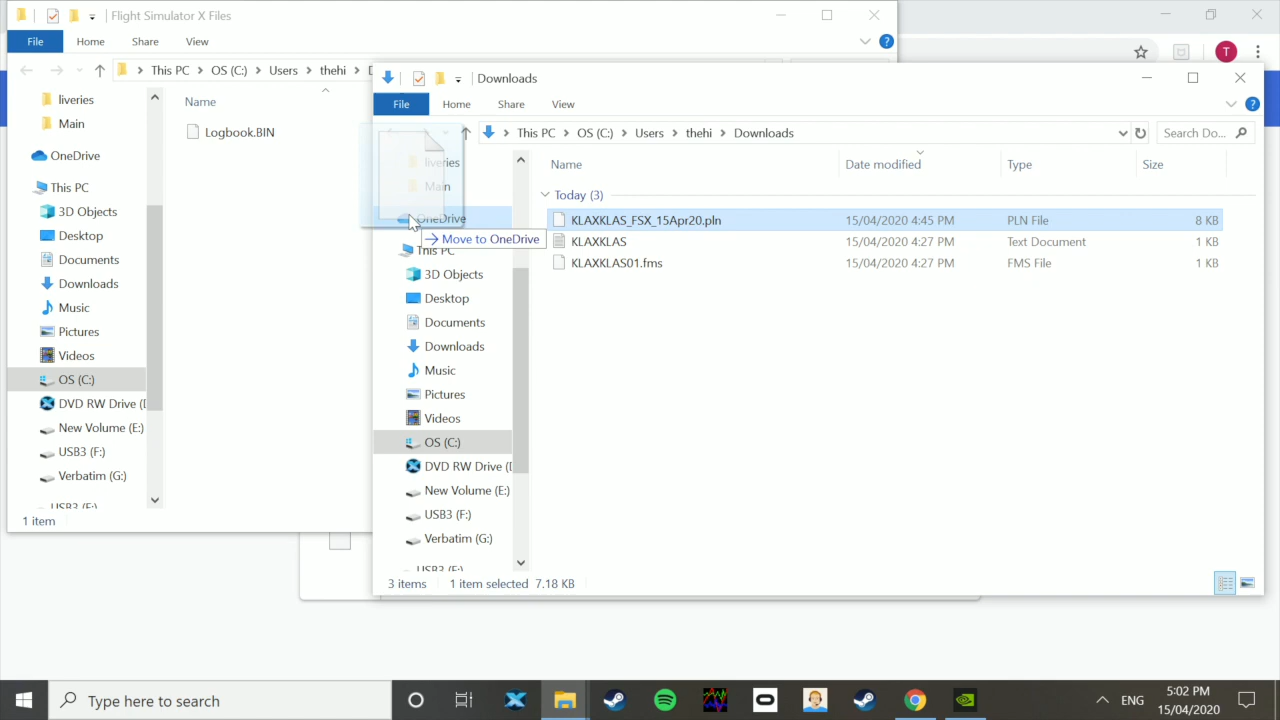 Flight Simulator X Files
File
Home
Share
View
?
This PC
OS (C:)
Users
thehi
liveries
Main
OneDrive
This PC
3D Objects
Desktop
Documents
Downloads
Music
Pictures
Videos
OS (C:)
DVD RW Drive (
New Volume (E:)
USB3 (F:)
Verbatim (G:)
USB3 (F:)
Name
Logbook.BIN
1 item
T
Downloads
File
Home
Share
View
?
This PC
OS (C:)
Users
thehi
Downloads
Search Do...
liveries
Main
OneDrive
Move to OneDrive
This PC
3D Objects
Desktop
Documents
Downloads
Music
Pictures
Videos
OS (C:)
DVD RW Drive (
New Volume (E:)
USB3 (F:)
Verbatim (G:)
USB3 (F:)
Name Date modified Type Size
Today (3)
KLAXKLAS_FSX_15Apr20.pln 15/04/2020 4:45 PM PLN File 8 KB
KLAXKLAS 15/04/2020 4:27 PM Text Document 1 KB
KLAXKLAS01.fms 15/04/2020 4:27 PM FMS File 1 KB
3 items 1 item selected 7.18 KB
Type here to search
ENG
5:02 PM
15/04/2020